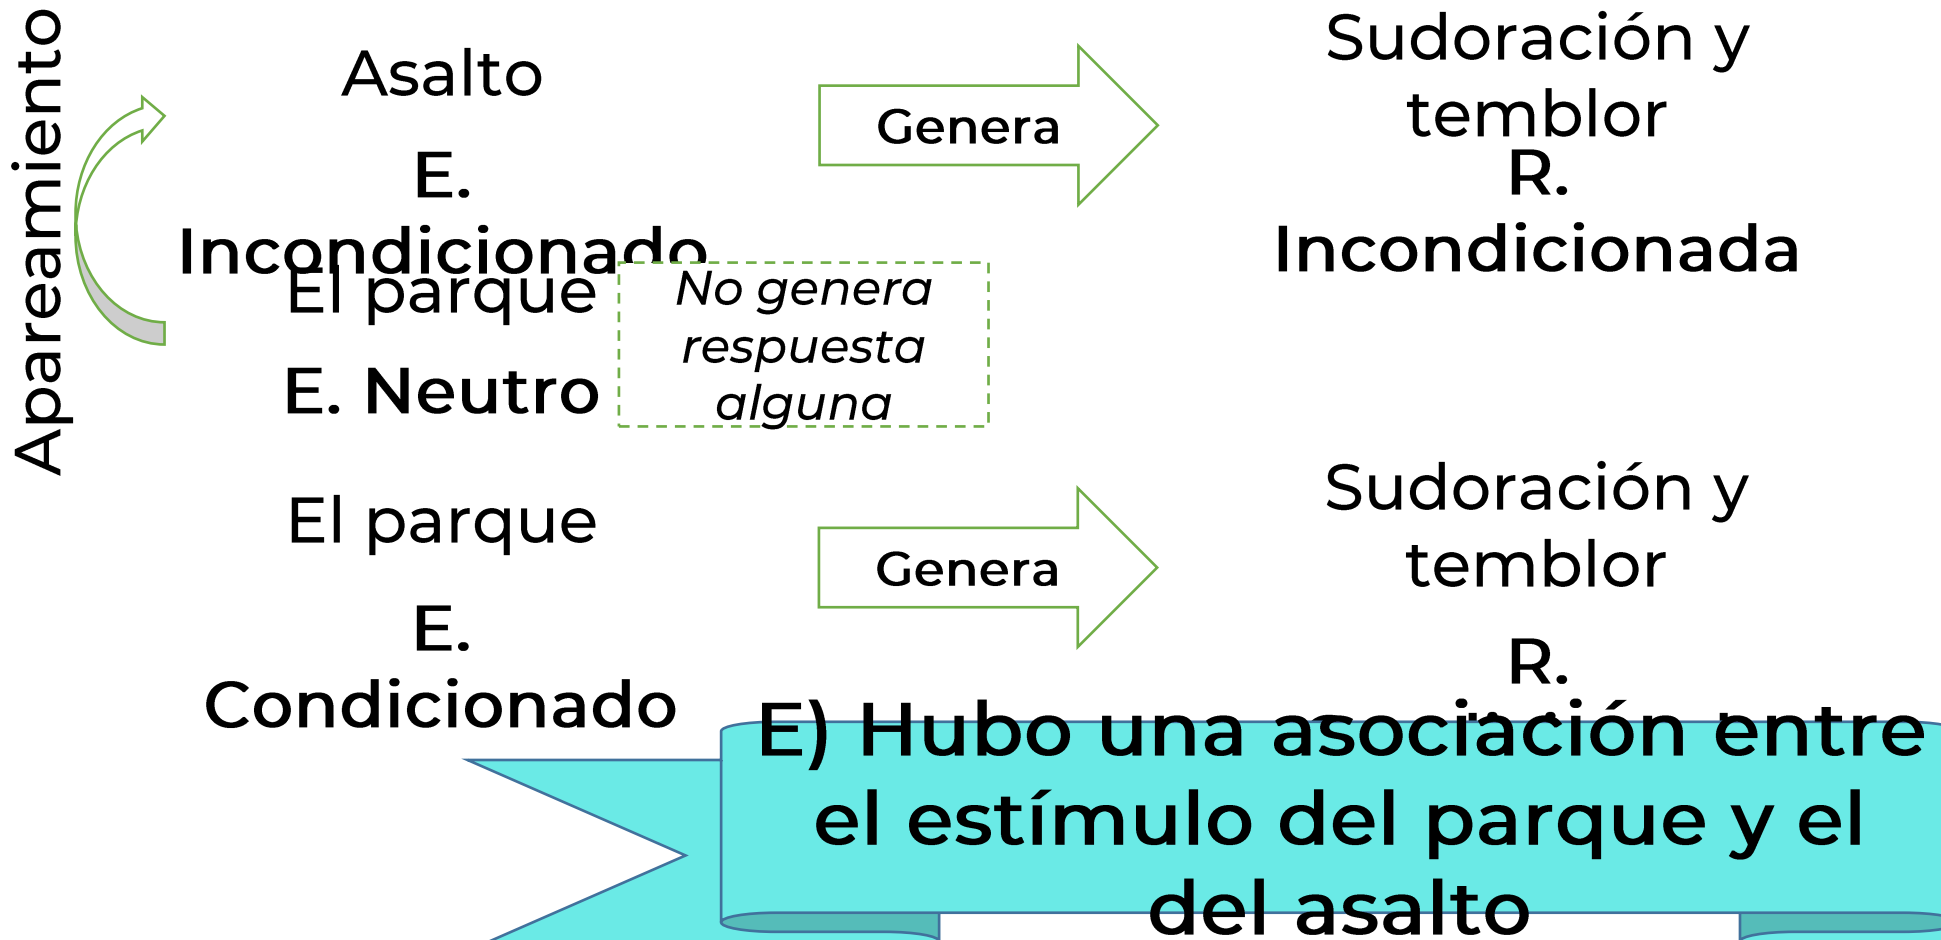 Apareamiento
Asalto
E.
Incondicionado
Genera
Sudoración y
temblor
R.
Incondicionada
El parque
E. Neutro
No genera
respuesta
alguna
El parque
E.
Condicionado
Genera
Sudoración y
temblor
R.
E) Hubo una asociación entre
el estímulo del parque y el
del asalto